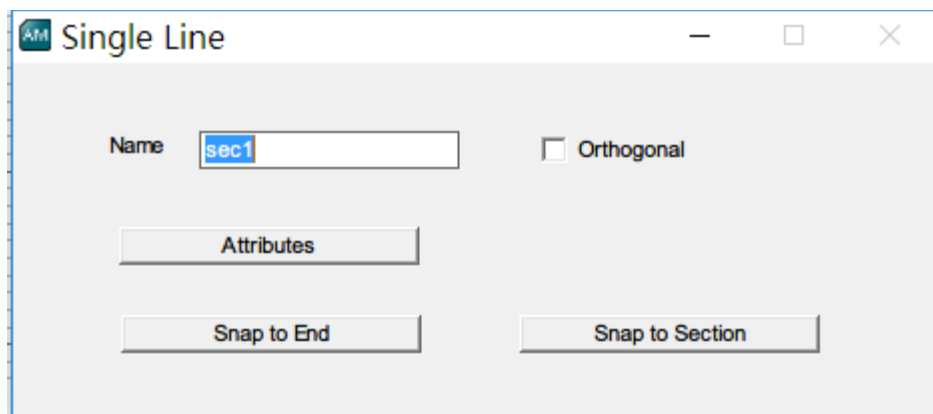 AM Single Line
Name sec1 Orthogonal
Attributes
Snap to End Snap to Section